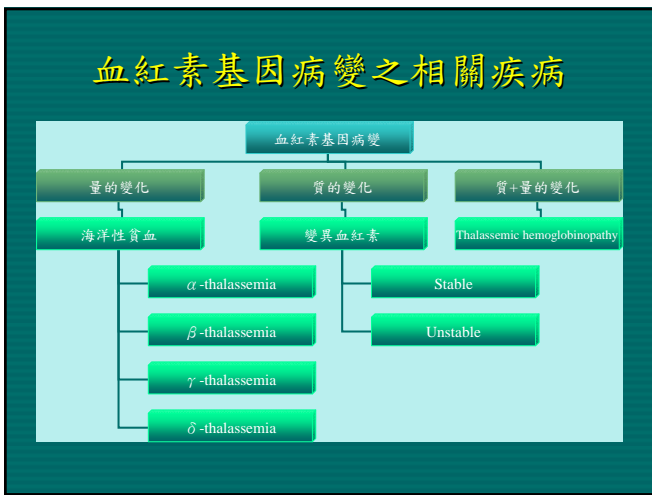 血紅素基因病變之相關疾病
血紅素基因病變
量的變化
質的變化
質+量的變化
海洋性貧血
變異血紅素
Thalassemic hemoglobinopathy
α-thalassemia
Stable
β-thalassemia
Unstable
γ-thalassemia
δ-thalassemia